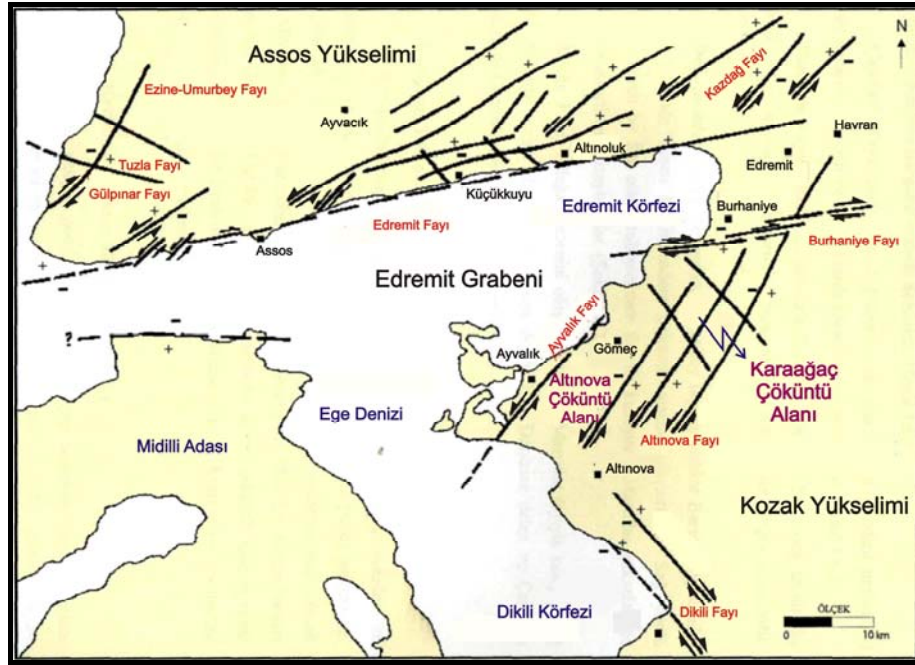 N
Assos Yükselimi
Ezine-Umurbey Fayı
Kazdağ Fayı
Ayvacık
Havran
Altınoluk
Edremit
Tuzla Fayı
Gülpınar Fayı
Küçükkuyu
Edremit Körfezi
Burhaniye
Edremit Fayı
Assos
Burhaniye Fayı
Edremit Grabeni
?
Ayvalık Fayı
Gömeç
Ayvalık
Altınova
Çöküntü
Alanı
Karaağaç
Çöküntü
Alanı
Ege Denizi
Midilli Adası
Altınova Fayı
Altınova
Kozak Yükselimi
Dikili Körfezi
Dikili Fayı
ÖLÇEK
0 10 km